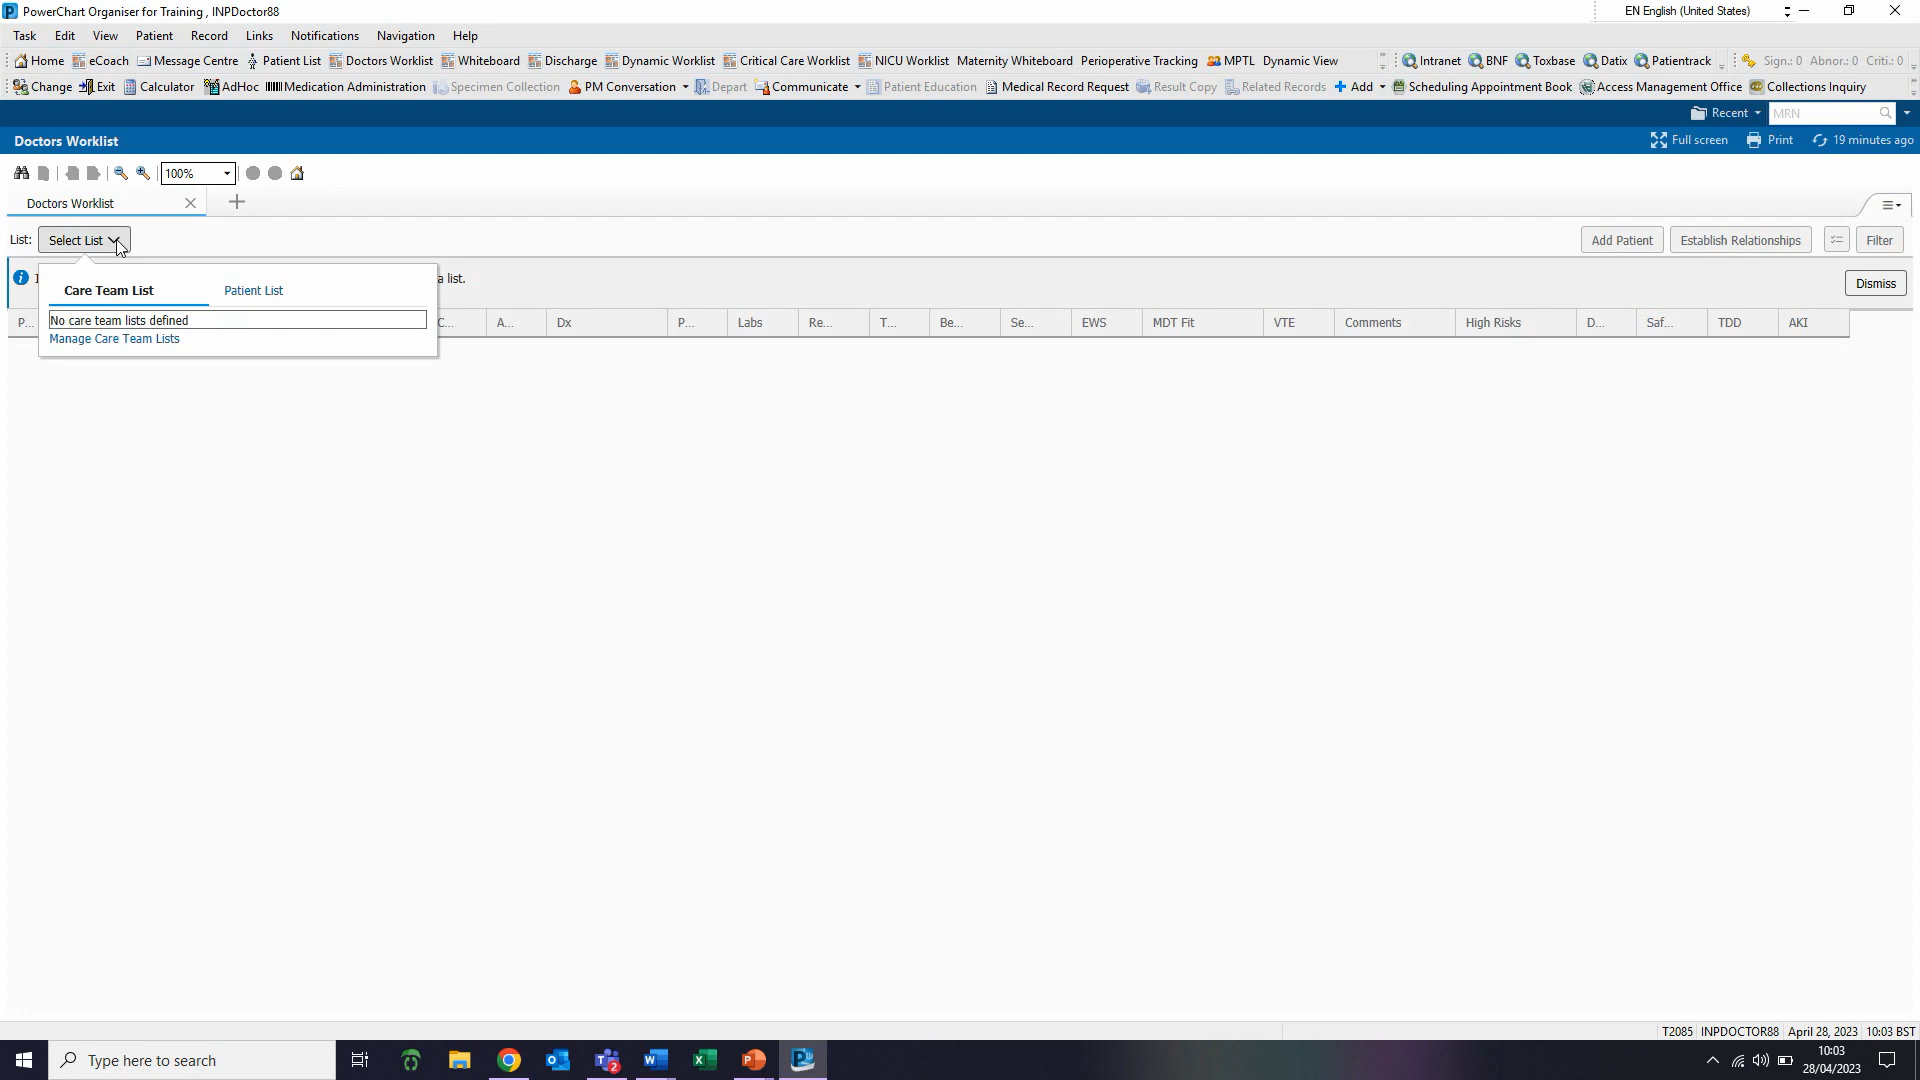 PowerChart Organiser for Training , INPDoctor88
EN English (United States)
Task Edit View Patient Record Links Notifications Navigation Help
Home eCoach Message Centre Patient List Doctors Worklist Whiteboard Discharge Dynamic Worklist Critical Care Worklist NICU Worklist Maternity Whiteboard Perioperative Tracking MPTL Dynamic View Intranet BNF Toxbase Datix Patientrack Sign.: 0 Abnor.: 0 Criti.: 0
Change Exit Calculator AdHoc Medication Administration Specimen Collection PM Conversation Depart Communicate Patient Education Medical Record Request Result Copy Related Records Add Scheduling Appointment Book Access Management Office Collections Inquiry
Recent MRN
Doctors Worklist Full screen Print 19 minutes ago
100%
Doctors Worklist
List: Select List Add Patient Establish Relationships Filter
a list. Dismiss
Care Team List Patient List
No care team lists defined
Manage Care Team Lists
P... C... A... Dx P... Labs Re... T... Be... Se... EWS MDT Fit VTE Comments High Risks D... Saf... TDD AKI
T2085 INPDOCTOR88 April 28, 2023 10:03 BST
Type here to search
2
10:03
28/04/2023